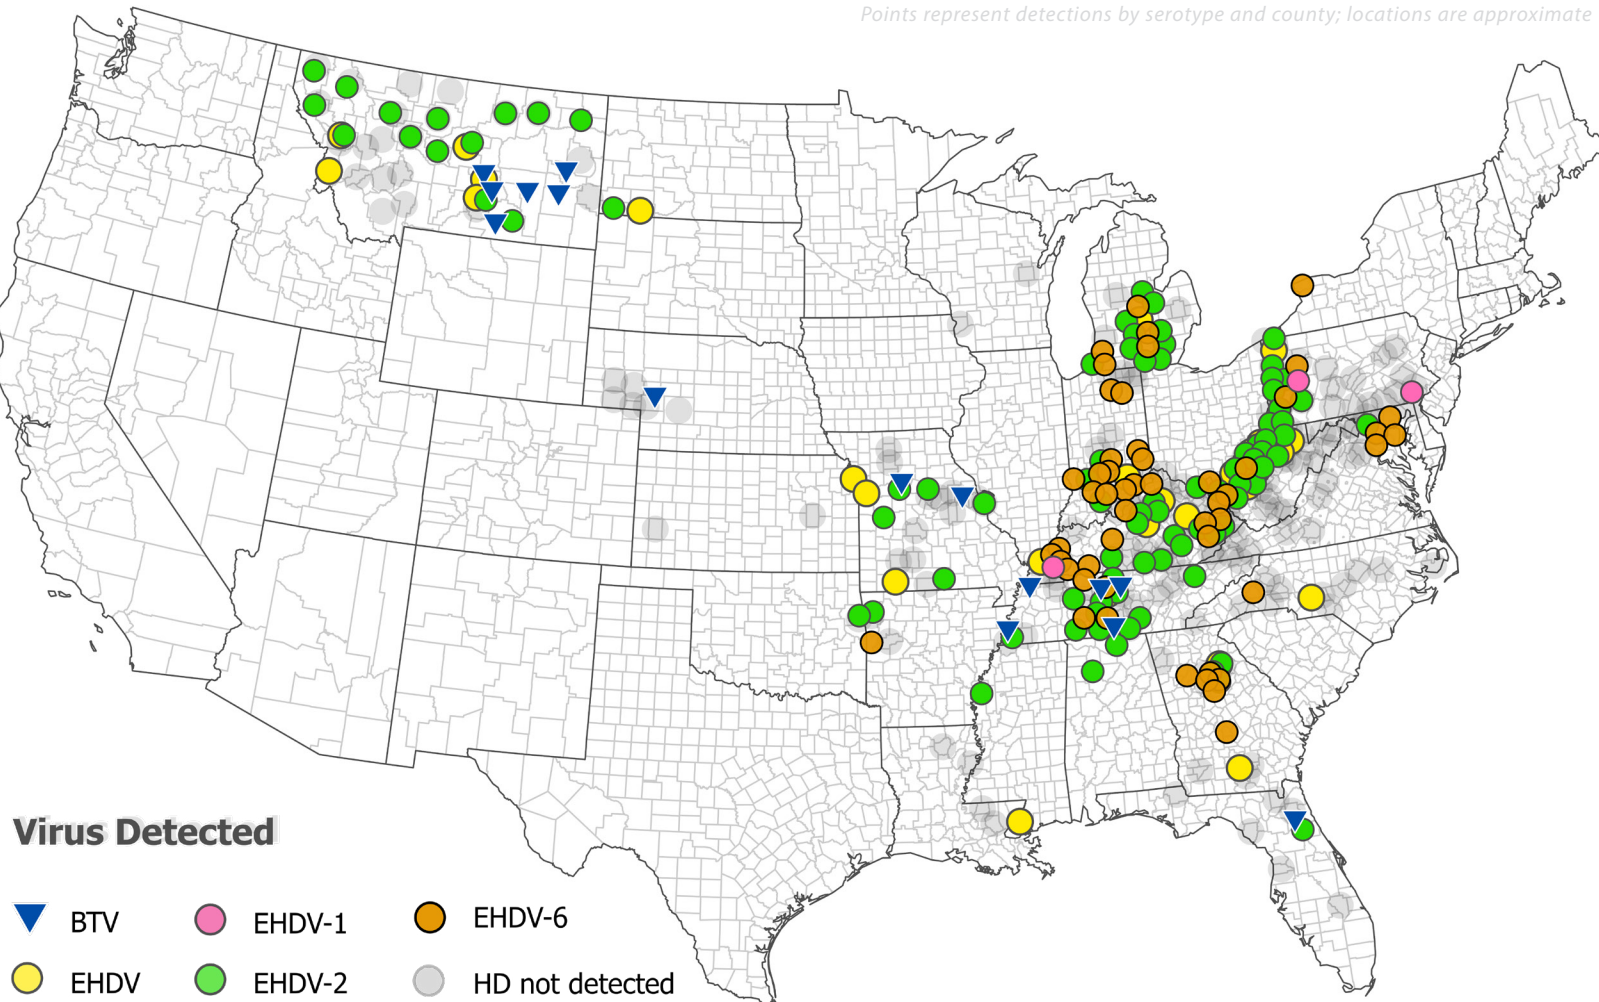 Points represent detections by serotype and county; locations are approximate
Virus Detected
BTV
EHDV-1
EHDV-6
EHDV
EHDV-2
HD not detected